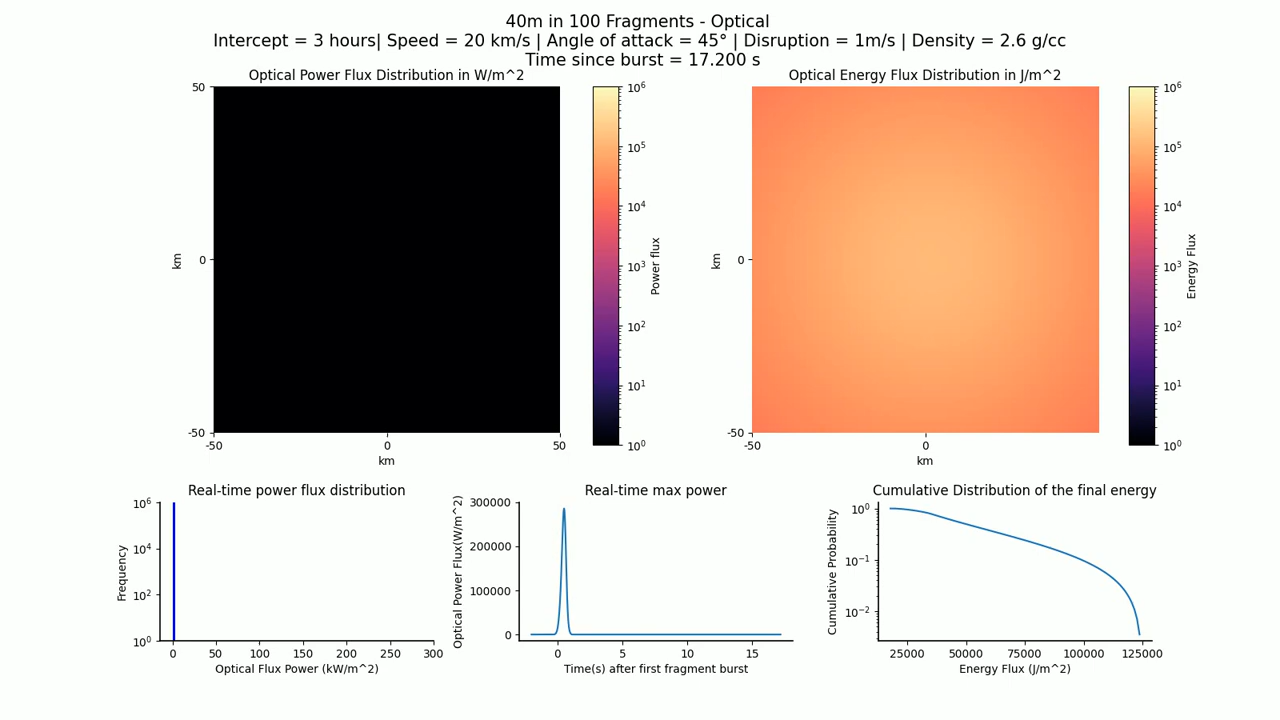 40m in 100 Fragments - Optical
Intercept = 3 hours| Speed = 20 km/s | Angle of attack = 45° | Disruption = 1m/s | Density = 2.6 g/cc
Time since burst = 17.200 s
Optical Power Flux Distribution in W/m^2
50
0
-50
km
-50
0
50
km
10^6
10^5
10^4
10^3
10^2
10^1
10^0
Power flux
Optical Energy Flux Distribution in J/m^2
0
-50
km
-50
0
km
10^6
10^5
10^4
10^3
10^2
10^1
10^0
Energy Flux
Real-time power flux distribution
10^6
10^4
10^2
10^0
Frequency
0 50 100 150 200 250 300
Optical Flux Power (kW/m^2)
Real-time max power
300000
200000
100000
0
Optical Power Flux(W/m^2)
0 5 10 15
Time(s) after first fragment burst
Cumulative Distribution of the final energy
10^0
10^-1
10^-2
Cumulative Probability
25000 50000 75000 100000 125000
Energy Flux (J/m^2)